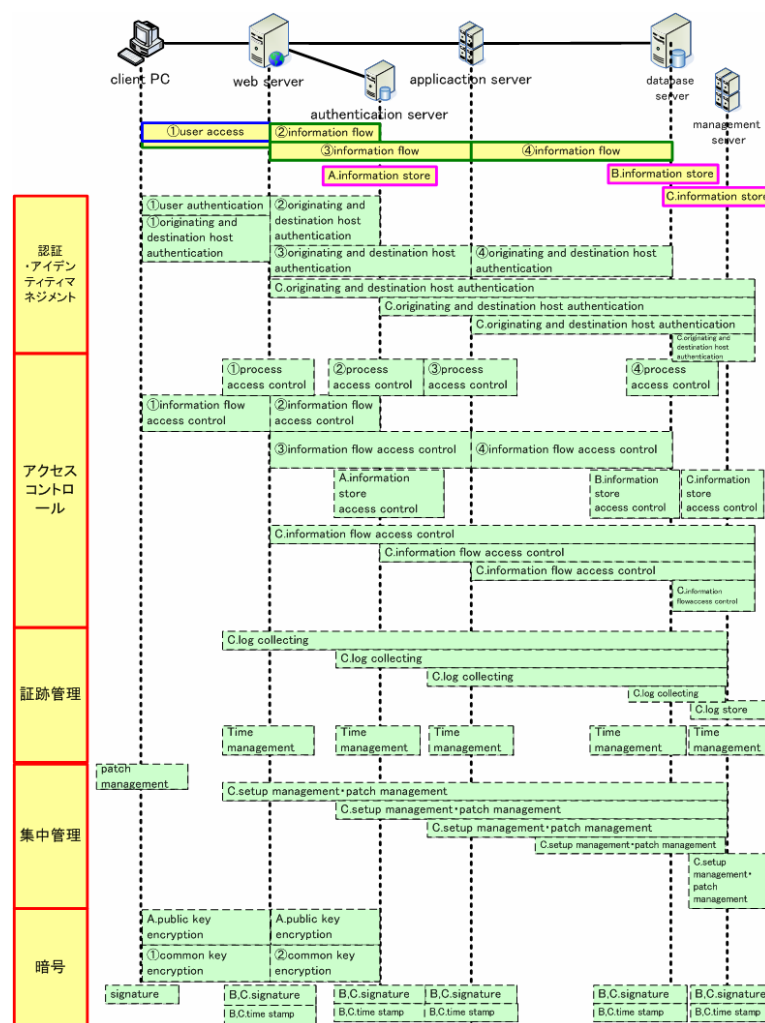 client PC
web server
applicaction server
database
server
authentication server
management
server
①user access
②information flow
③information flow
④information flow
A.information store
B.information store
C.information store
認証
・アイデン
ティティマ
ネジメント
①user authentication
①originating and
destination host
authentication
②originating and
destination host
authentication
③originating and destination host
authentication
④originating and destination host
authentication
C.originating and destination host authentication
C.originating and destination host authentication
C.originating and destination host authentication
C.originating and
destination host
authentication
アクセス
コントロ
ール
①process
access control
②process
access control
③process
access control
④process
access control
①information flow
access control
②information flow
access control
③information flow access control
④information flow access control
A.information
store
access control
B.information
store
access control
C.information
store
access control
C.information flow access control
C.information flow access control
C.information flow access control
C.information
flowaccess control
証跡管理
C.log collecting
C.log collecting
C.log collecting
C.log collecting
C.log store
Time
management
Time
management
Time
management
Time
management
Time
management
集中管理
patch
management
C.setup management・patch management
C.setup management・patch management
C.setup management・patch management
C.setup management・patch management
C.setup
management・
patch
management
暗号
A.public key
encryption
A.public key
encryption
①common key
encryption
②common key
encryption
signature
B,C.signature
B,C.signature
B,C.signature
B,C.signature
B,C.signature
B,C.time stamp
B,C.time stamp
B,C.time stamp
B,C.time stamp
B,C.time stamp